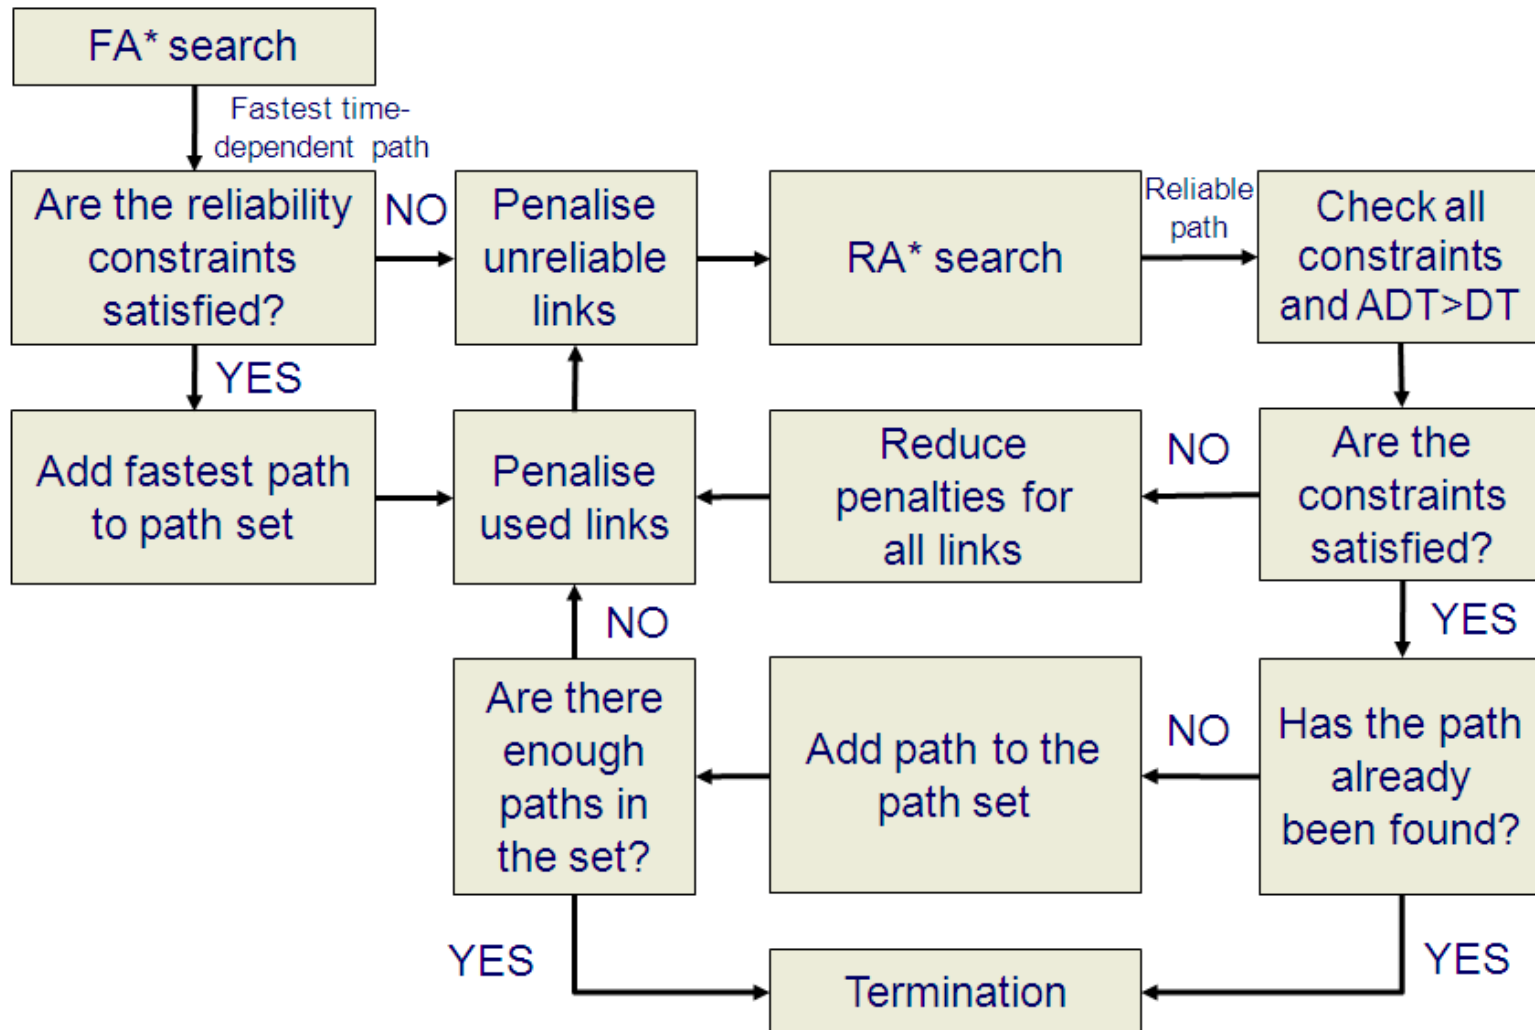 FA* search
Fastest time-
dependent path
Are the reliability
constraints
satisfied?
NO
Penalise
unreliable
links
RA* search
Reliable
path
Check all
constraints
and ADT>DT
YES
Add fastest path
to path set
Penalise
used links
Reduce
penalties for
all links
NO
Are the
constraints
satisfied?
NO
YES
Are there
enough
paths in
the set?
Add path to the
path set
NO
Has the path
already
been found?
YES
Termination
YES